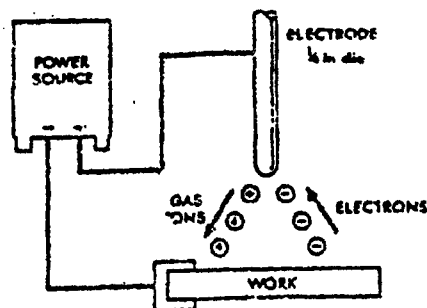 POWER
SOURCE
- +
ELECTRODE
¼ in dia
GAS
IONS
ELECTRONS
WORK